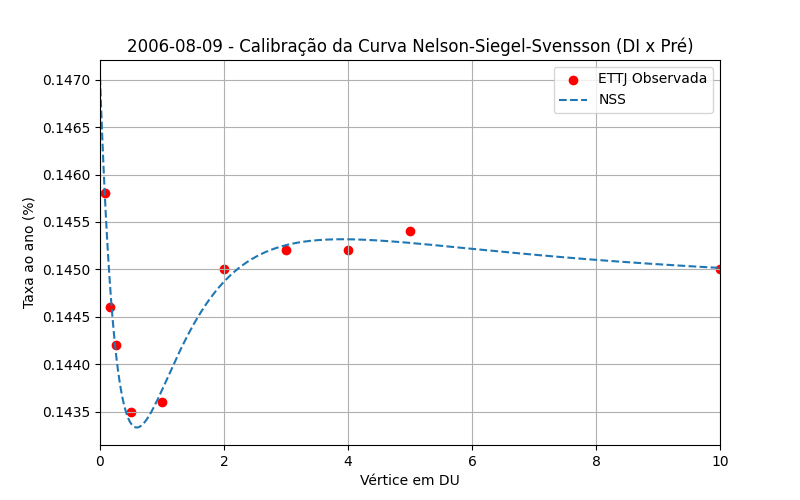 2006-08-09 - Calibração da Curva Nelson-Siegel-Svensson (DI x Pré)
ETTJ Observada
NSS
Taxa ao ano (%)
0.1470
0.1465
0.1460
0.1455
0.1450
0.1445
0.1440
0.1435
0 2 4 6 8 10
Vértice em DU